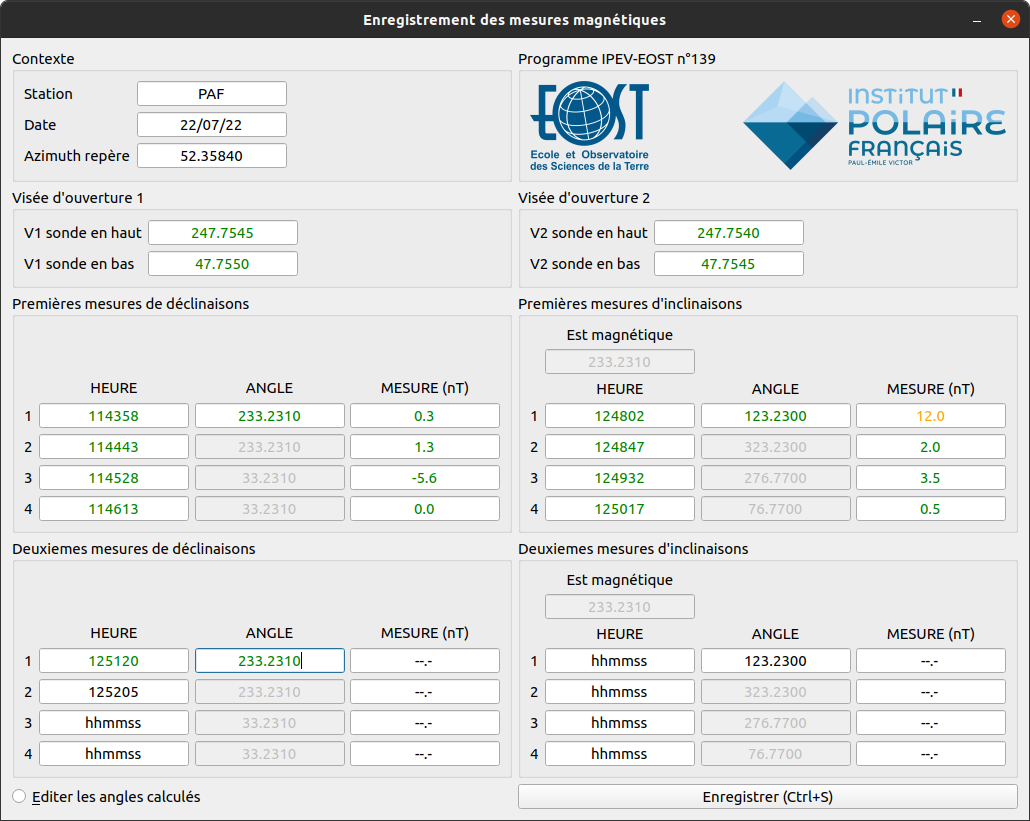 Enregistrement des mesures magnétiques
Contexte
Station PAF
Date 22/07/22
Azimuth repère 52.35840
Programme IPEV-EOST n°139
EOST
Ecole et Observatoire
des Sciences de la Terre
INSTITUT
POLAIRE
FRANÇAIS
PAUL-ÉMILE VICTOR
Visée d'ouverture 1
V1 sonde en haut 247.7545
V1 sonde en bas 47.7550
Visée d'ouverture 2
V2 sonde en haut 247.7540
V2 sonde en bas 47.7545
Premières mesures de déclinaisons
HEURE ANGLE MESURE (nT)
1 114358 233.2310 0.3
2 114443 233.2310 1.3
3 114528 33.2310 -5.6
4 114613 33.2310 0.0
Premières mesures d'inclinaisons
Est magnétique
233.2310
HEURE ANGLE MESURE (nT)
1 124802 123.2300 12.0
2 124847 323.2300 2.0
3 124932 276.7700 3.5
4 125017 76.7700 0.5
Deuxiemes mesures de déclinaisons
HEURE ANGLE MESURE (nT)
1 125120 233.2310 --.-
2 125205 233.2310 --.-
3 hhmmss 33.2310 --.-
4 hhmmss 33.2310 --.-
Deuxiemes mesures d'inclinaisons
Est magnétique
233.2310
HEURE ANGLE MESURE (nT)
1 hhmmss 123.2300 --.-
2 hhmmss 323.2300 --.-
3 hhmmss 276.7700 --.-
4 hhmmss 76.7700 --.-
Editer les angles calculés
Enregistrer (Ctrl+S)